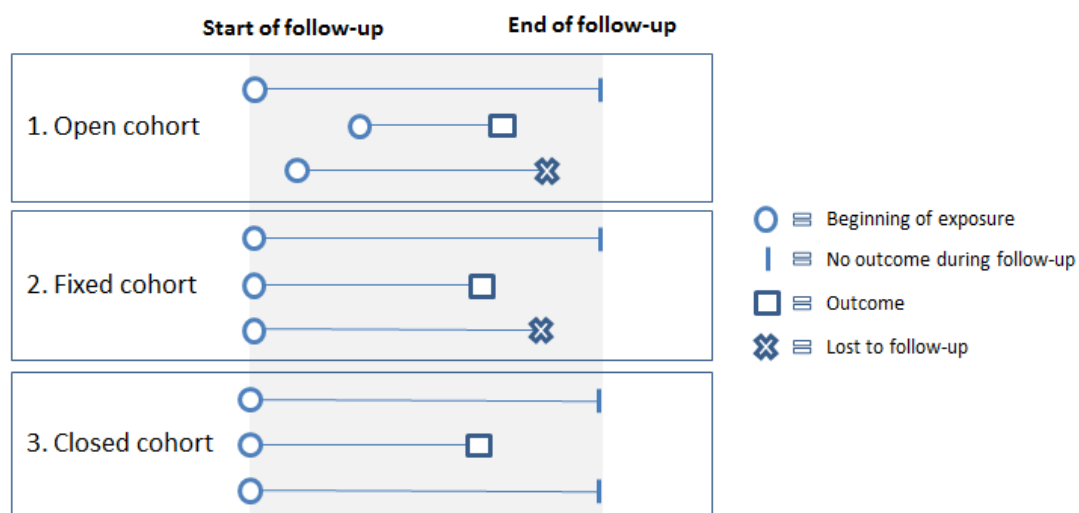 Start of follow-up
End of follow-up
1. Open cohort
2. Fixed cohort
3. Closed cohort
Beginning of exposure
No outcome during follow-up
Outcome
Lost to follow-up